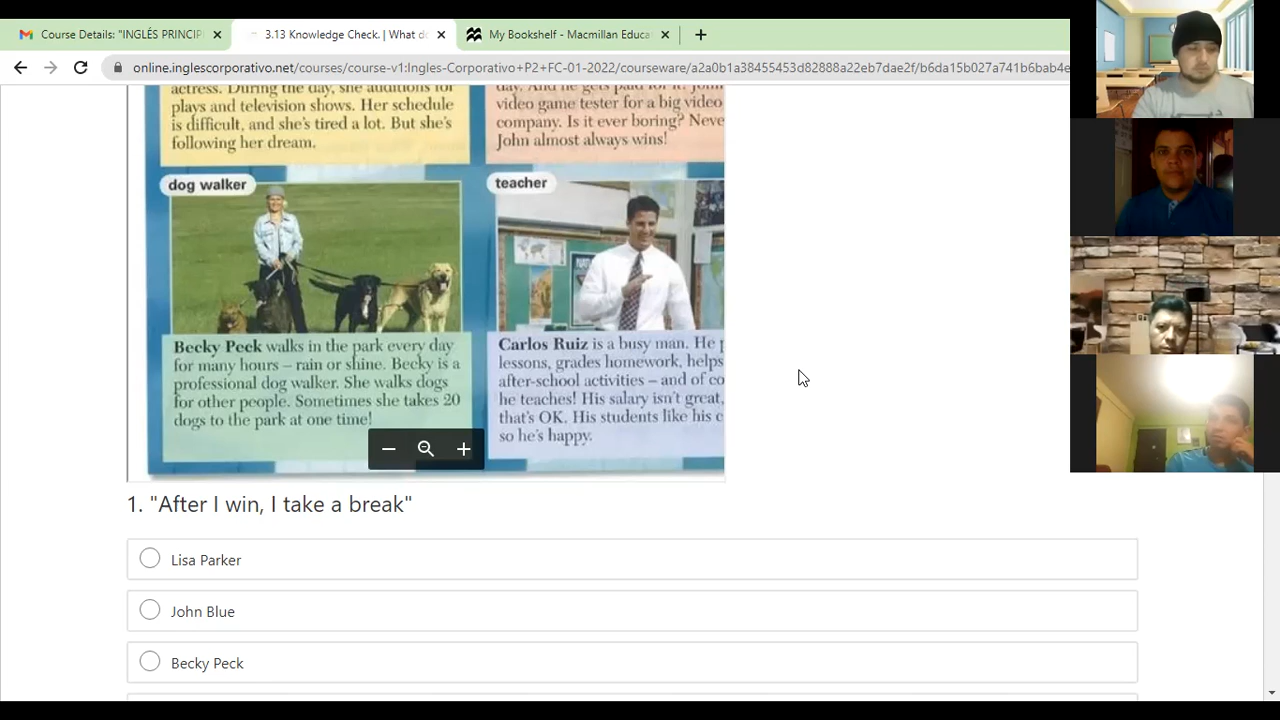 Course Details: "INGLÉS PRINCIP
3.13 Knowledge Check. | What do
My Bookshelf - Macmillan Educa
online.inglescorporativo.net/courses/course-v1:Ingles-Corporativo+P2+FC-01-2022/courseware/a2a0b1a38455453d82888a22eb7dae2f/b6da15b027a741b6bab4e
actress. During the day, she auditions for
plays and television shows. Her schedule
is difficult, and she's tired a lot. But she's
following her dream.
day. And he gets paid for it. John
video game tester for a big video
company. Is it ever boring? Neve
John almost always wins!
dog walker
Becky Peck walks in the park every day
for many hours – rain or shine. Becky is a
professional dog walker. She walks dogs
for other people. Sometimes she takes 20
dogs to the park at one time!
teacher
Carlos Ruiz is a busy man. He p
lessons, grades homework, helps
after-school activities – and of co
he teaches! His salary isn't great,
that's OK. His students like his c
so he's happy.
1. "After I win, I take a break"
Lisa Parker
John Blue
Becky Peck